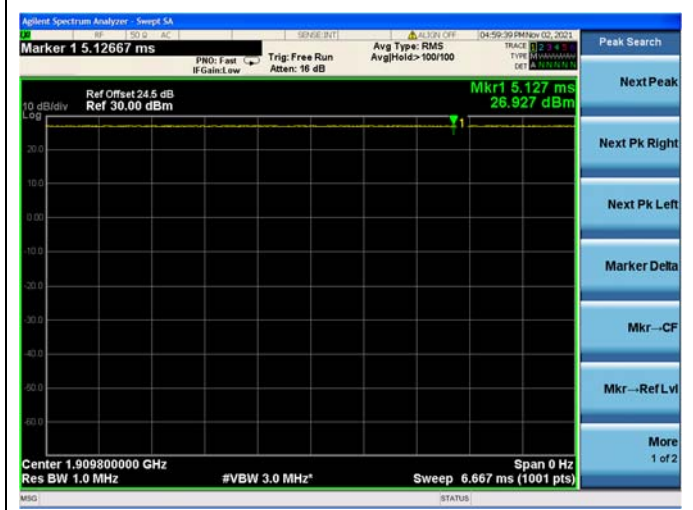 Agilent Spectrum Analyzer - Swept SA
RF 50 Ω AC SENSE:INT ALIGN OFF 04:59:39 PM Nov 02, 2021
Marker 1 5.12667 ms
PNO: Fast Trig: Free Run Avg Type: RMS TRACE 1 2 3 4 5 6
IFGain:Low Atten: 16 dB Avg|Hold:>100/100 TYPE M
DET A N N N N N
Peak Search
Ref Offset 24.5 dB Mkr1 5.127 ms
10 dB/div Ref 30.00 dBm 26.927 dBm
Log
1
20.0
10.0
0.00
-10.0
-20.0
-30.0
-40.0
-50.0
-60.0
Center 1.909800000 GHz Span 0 Hz
Res BW 1.0 MHz #VBW 3.0 MHz* Sweep 6.667 ms (1001 pts)
MSG STATUS
Next Peak
Next Pk Right
Next Pk Left
Marker Delta
Mkr→CF
Mkr→Ref Lvl
More
1 of 2